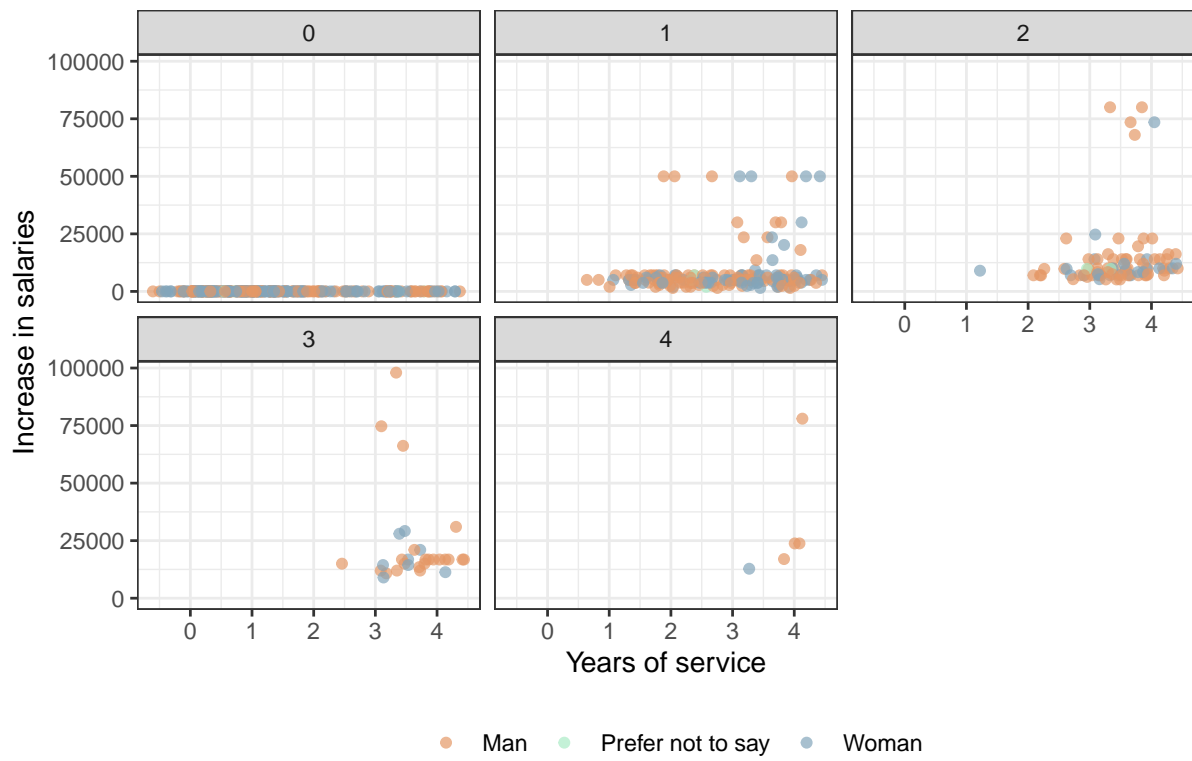 0
1
2
100000
75000
50000
25000
0
0 1 2 3 4
3
4
100000
75000
50000
25000
0
0 1 2 3 4
0 1 2 3 4
Increase in salaries
Years of service
Man
Prefer not to say
Woman